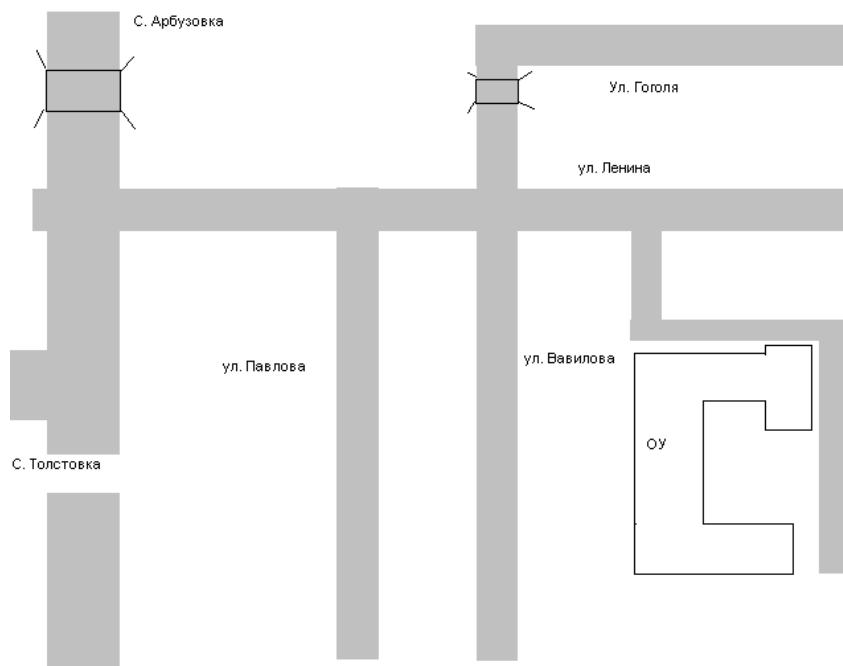 С. Арбузовка
Ул. Гоголя
ул. Ленина
ул. Павлова
ул. Вавилова
ОУ
С. Толстовка